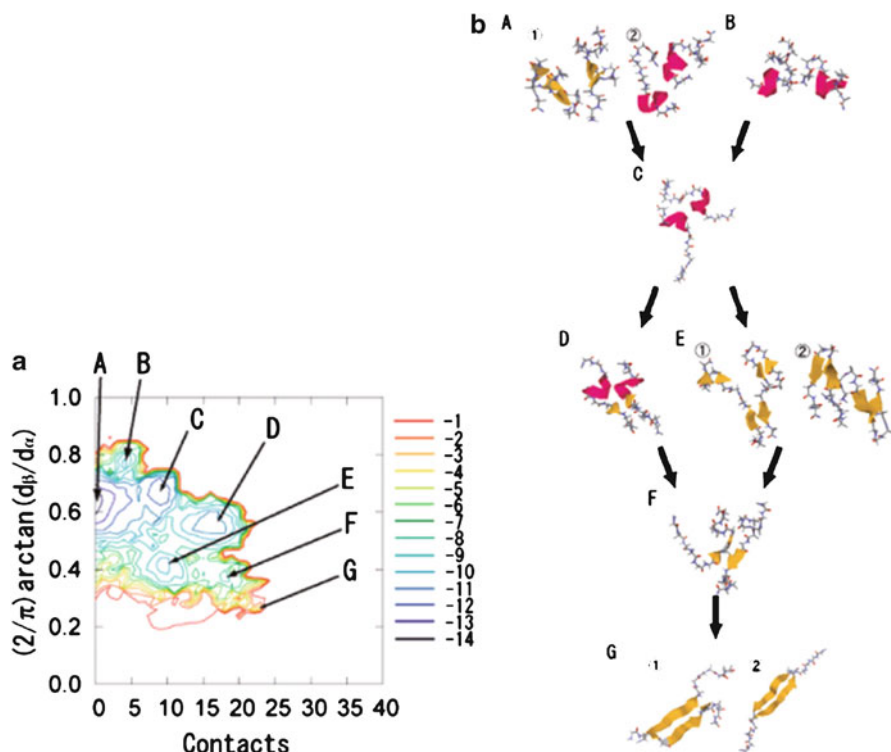 b
A
①
②
B
C
D
E
①
②
F
G
1
2
a
A
B
C
D
E
F
G
(2/π)arctan(dβ/dα)
1.0
0.8
0.6
0.4
0.2
0.0
0 5 10 15 20 25 30 35 40
Contacts
-1
-2
-3
-4
-5
-6
-7
-8
-9
-10
-11
-12
-13
-14